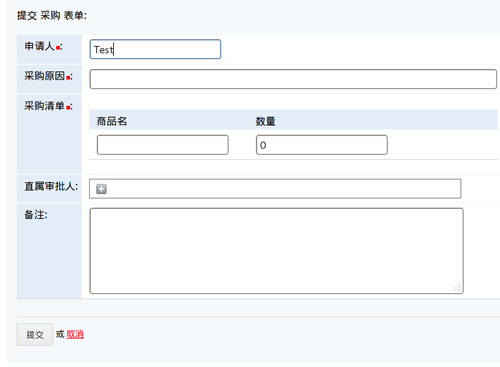 提交 采购 表单:
申请人 : Test
采购原因 :
采购清单 :
商品名 数量
0
直属审批人:
备注:
提交 或 取消